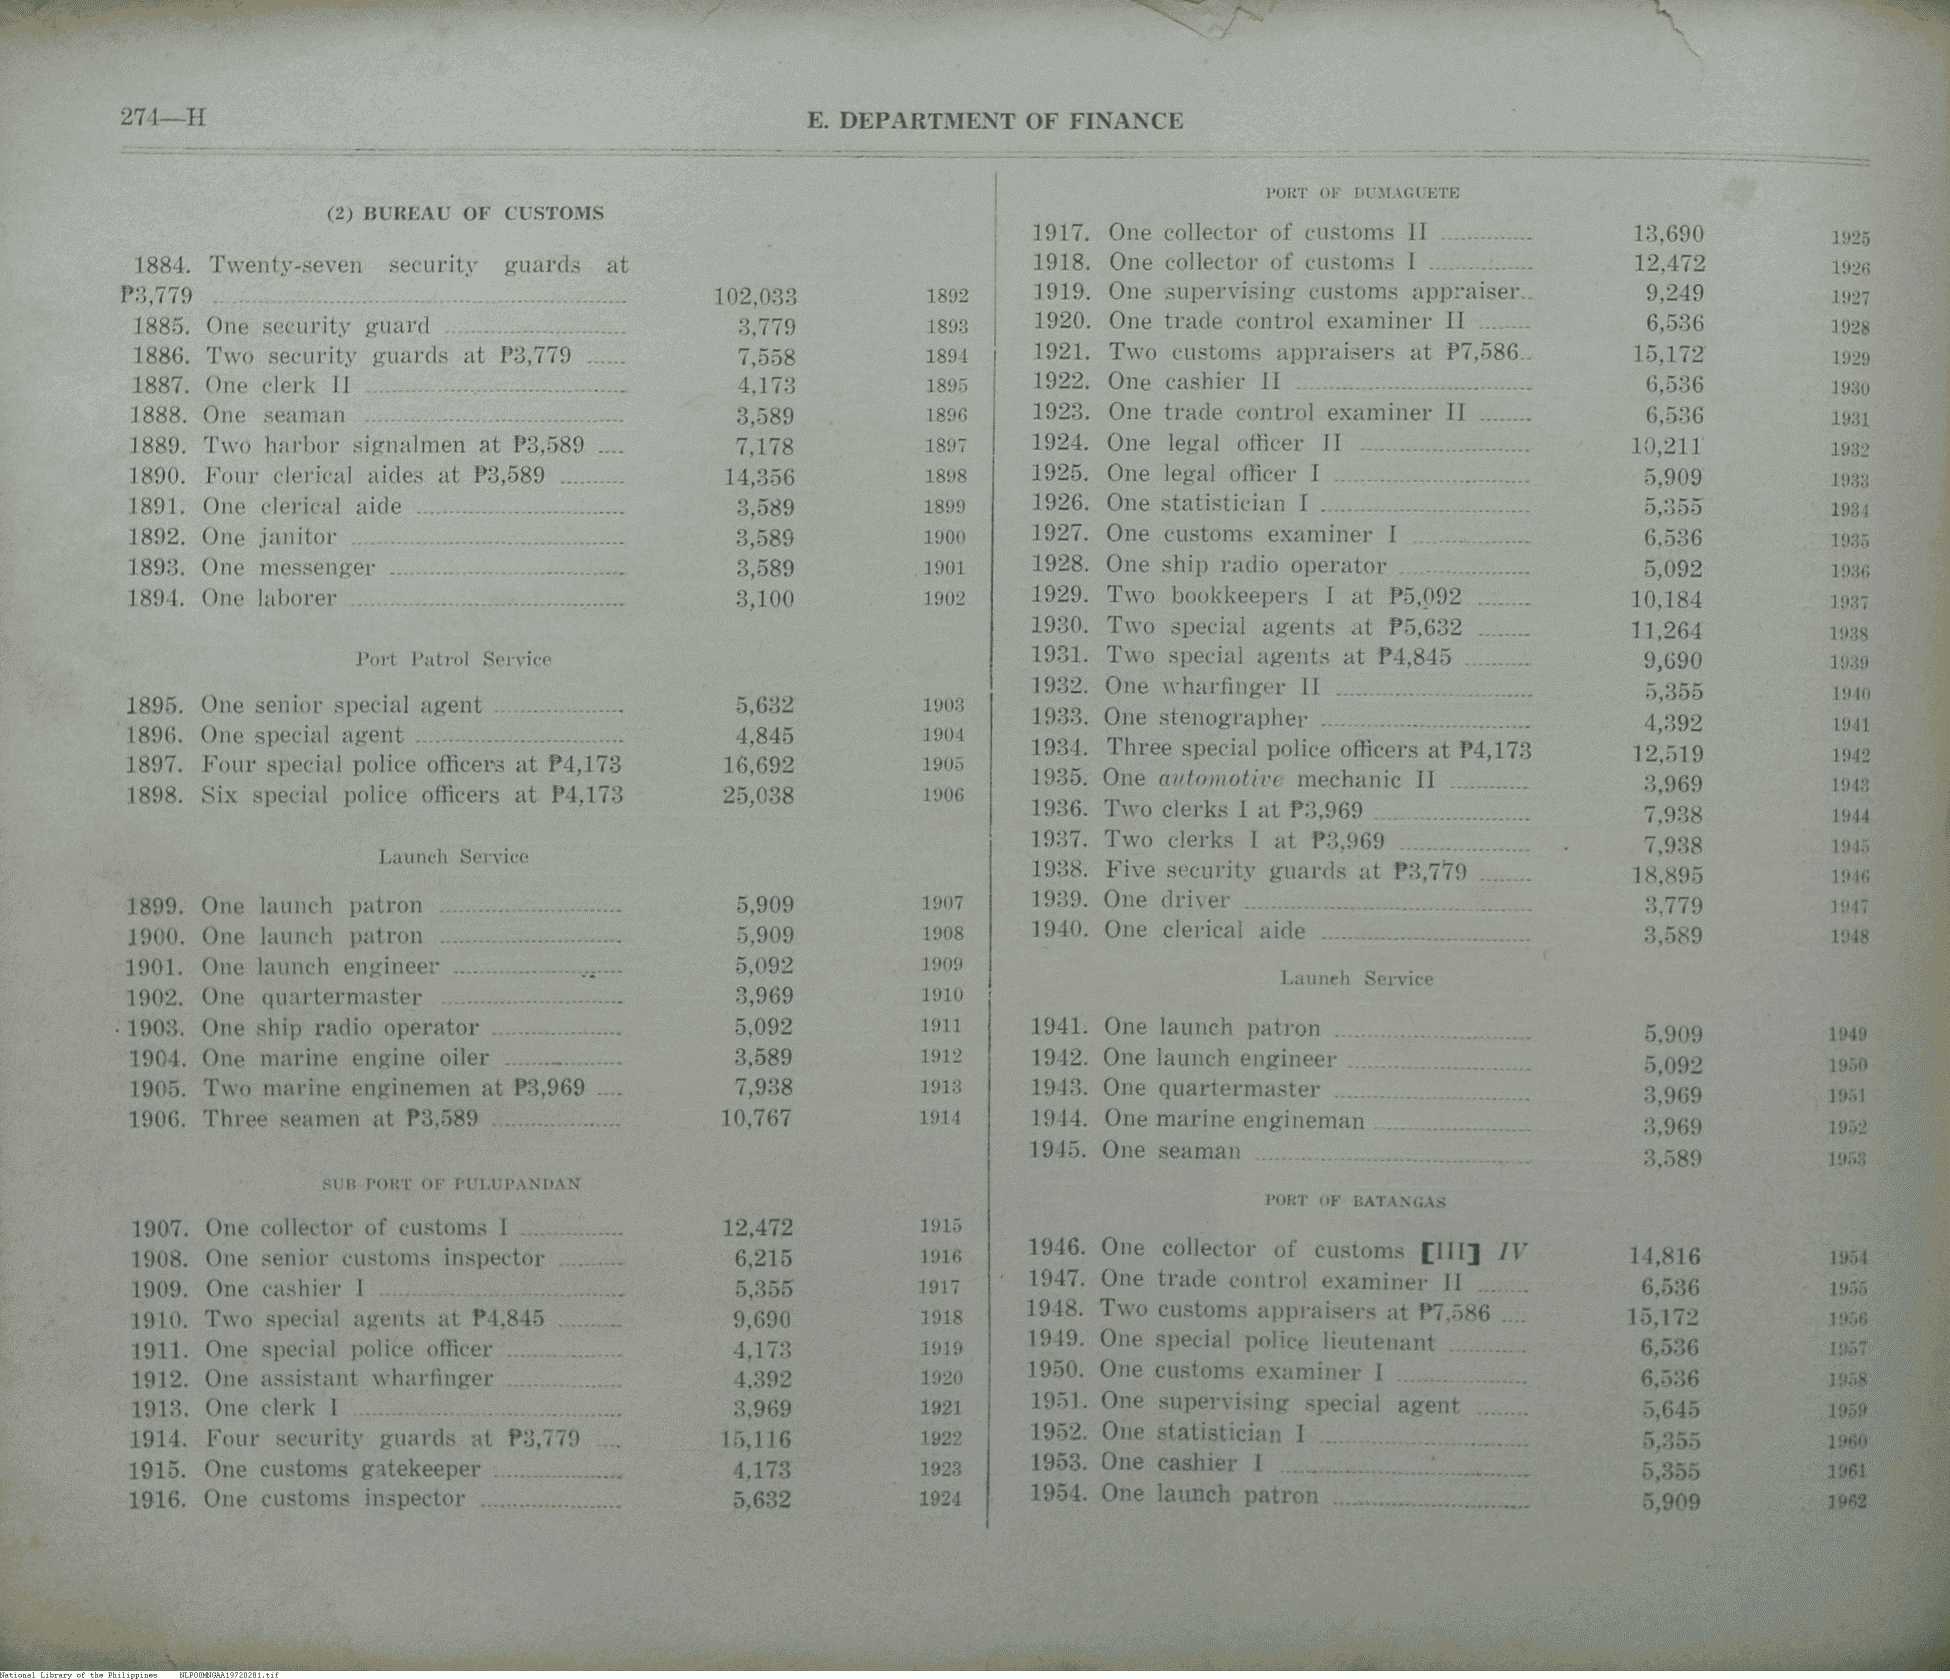 274—H
E. DEPARTMENT OF FINANCE
(2) BUREAU OF CUSTOMS
1884. Twenty-seven security guards at
₱3,779 ........ 102,033 1892
1885. One security guard ........ 3,779 1893
1886. Two security guards at ₱3,779 ...... 7,558 1894
1887. One clerk II ........ 4,173 1895
1888. One seaman ........ 3,589 1896
1889. Two harbor signalmen at ₱3,589 .... 7,178 1897
1890. Four clerical aides at ₱3,589 ........ 14,356 1898
1891. One clerical aide ........ 3,589 1899
1892. One janitor ........ 3,589 1900
1893. One messenger ........ 3,589 1901
1894. One laborer ........ 3,100 1902
Port Patrol Service
1895. One senior special agent ........ 5,632 1903
1896. One special agent ........ 4,845 1904
1897. Four special police officers at ₱4,173 16,692 1905
1898. Six special police officers at ₱4,173 25,038 1906
Launch Service
1899. One launch patron ........ 5,909 1907
1900. One launch patron ........ 5,909 1908
1901. One launch engineer ........ 5,092 1909
1902. One quartermaster ........ 3,969 1910
1903. One ship radio operator ........ 5,092 1911
1904. One marine engine oiler ........ 3,589 1912
1905. Two marine enginemen at ₱3,969 .... 7,938 1913
1906. Three seamen at ₱3,589 ........ 10,767 1914
SUB-PORT OF PULUPANDAN
1907. One collector of customs I ........ 12,472 1915
1908. One senior customs inspector ........ 6,215 1916
1909. One cashier I ........ 5,355 1917
1910. Two special agents at ₱4,845 ........ 9,690 1918
1911. One special police officer ........ 4,173 1919
1912. One assistant wharfinger ........ 4,392 1920
1913. One clerk I ........ 3,969 1921
1914. Four security guards at ₱3,779 .... 15,116 1922
1915. One customs gatekeeper ........ 4,173 1923
1916. One customs inspector ........ 5,632 1924
PORT OF DUMAGUETE
1917. One collector of customs II ........ 13,690 1925
1918. One collector of customs I ........ 12,472 1926
1919. One supervising customs appraiser.. 9,249 1927
1920. One trade control examiner II ........ 6,536 1928
1921. Two customs appraisers at ₱7,586.. 15,172 1929
1922. One cashier II ........ 6,536 1930
1923. One trade control examiner II ........ 6,536 1931
1924. One legal officer II ........ 10,211 1932
1925. One legal officer I ........ 5,909 1933
1926. One statistician I ........ 5,355 1934
1927. One customs examiner I ........ 6,536 1935
1928. One ship radio operator ........ 5,092 1936
1929. Two bookkeepers I at ₱5,092 ........ 10,184 1937
1930. Two special agents at ₱5,632 ........ 11,264 1938
1931. Two special agents at ₱4,845 ........ 9,690 1939
1932. One wharfinger II ........ 5,355 1940
1933. One stenographer ........ 4,392 1941
1934. Three special police officers at ₱4,173 12,519 1942
1935. One automotive mechanic II ........ 3,969 1943
1936. Two clerks I at ₱3,969 ........ 7,938 1944
1937. Two clerks I at ₱3,969 ........ 7,938 1945
1938. Five security guards at ₱3,779 ........ 18,895 1946
1939. One driver ........ 3,779 1947
1940. One clerical aide ........ 3,589 1948
Launch Service
1941. One launch patron ........ 5,909 1949
1942. One launch engineer ........ 5,092 1950
1943. One quartermaster ........ 3,969 1951
1944. One marine engineman ........ 3,969 1952
1945. One seaman ........ 3,589 1953
PORT OF BATANGAS
1946. One collector of customs [III] IV 14,816 1954
1947. One trade control examiner II ........ 6,536 1955
1948. Two customs appraisers at ₱7,586 .... 15,172 1956
1949. One special police lieutenant ........ 6,536 1957
1950. One customs examiner I ........ 6,536 1958
1951. One supervising special agent ........ 5,645 1959
1952. One statistician I ........ 5,355 1960
1953. One cashier I ........ 5,355 1961
1954. One launch patron ........ 5,909 1962
National Library of the Philippines NLPOOMNGAA19720201.tif